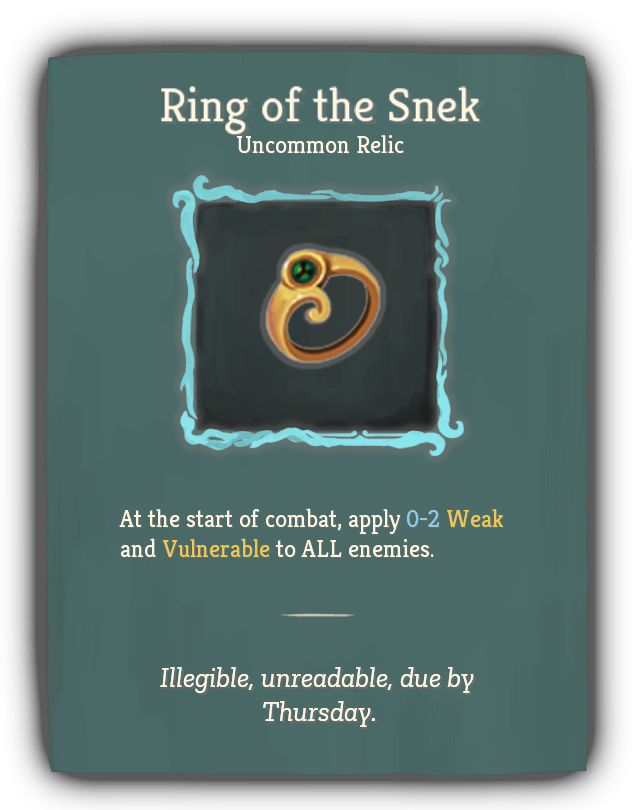 Ring of the Snek
Uncommon Relic
At the start of combat, apply 0-2 Weak
and Vulnerable to ALL enemies.
Illegible, unreadable, due by
Thursday.